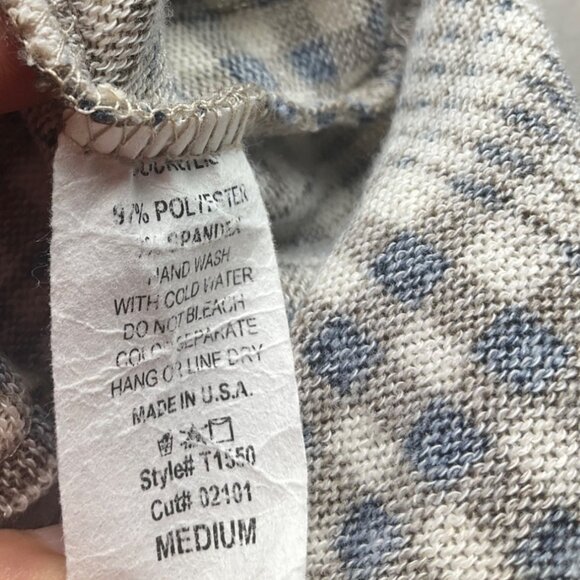 97% POLYESTER
SPANDEX
HAND WASH
WITH COLD WATER
DO NOT BLEACH
COLOR SEPARATE
HANG OR LINE DRY
MADE IN U.S.A.
Style# T1550
Cut# 02101
MEDIUM